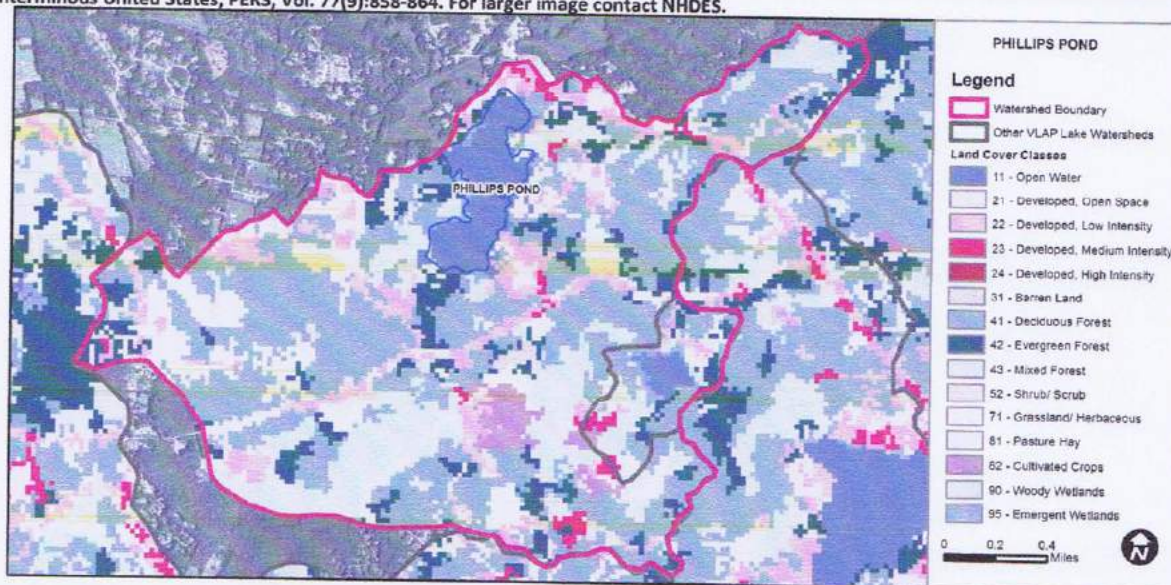 nterminous United States, PERS, Vol. 77(9):858-864. For larger image contact NHDES.
PHILLIPS POND
PHILLIPS POND
Legend
Watershed Boundary
Other VLAP Lake Watersheds
Land Cover Classes
11 - Open Water
21 - Developed, Open Space
22 - Developed, Low Intensity
23 - Developed, Medium Intensity
24 - Developed, High Intensity
31 - Barren Land
41 - Deciduous Forest
42 - Evergreen Forest
43 - Mixed Forest
52 - Shrub/ Scrub
71 - Grassland/ Herbaceous
81 - Pasture Hay
82 - Cultivated Crops
90 - Woody Wetlands
95 - Emergent Wetlands
0 0.2 0.4
Miles
N